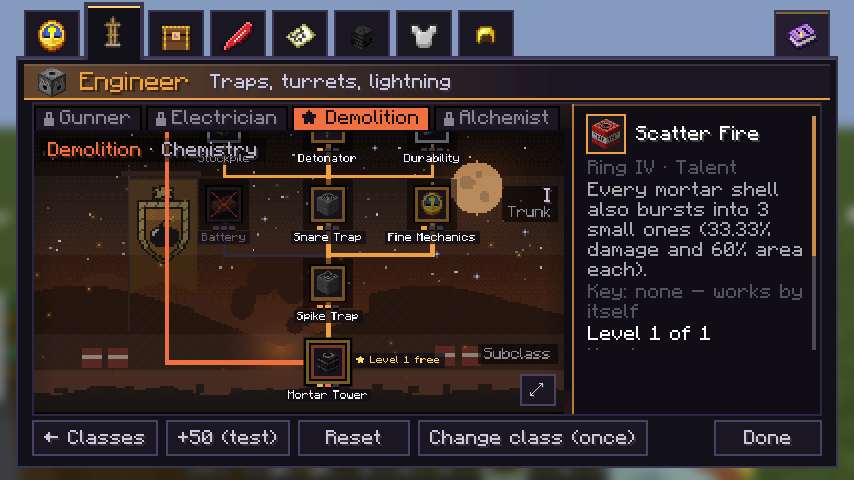 Engineer Traps, turrets, lightning
Gunner Electrician Demolition Alchemist
Demolition · Chemistry
Stockpile Detonator Durability
I
Trunk
Battery Snare Trap Fine Mechanics
Spike Trap
Level 1 free
Subclass
Mortar Tower
Scatter Fire
Ring IV · Talent
Every mortar shell
also bursts into 3
small ones (33.33%
damage and 60% area
each).
Key: none — works by
itself
Level 1 of 1
← Classes +50 (test) Reset Change class (once) Done